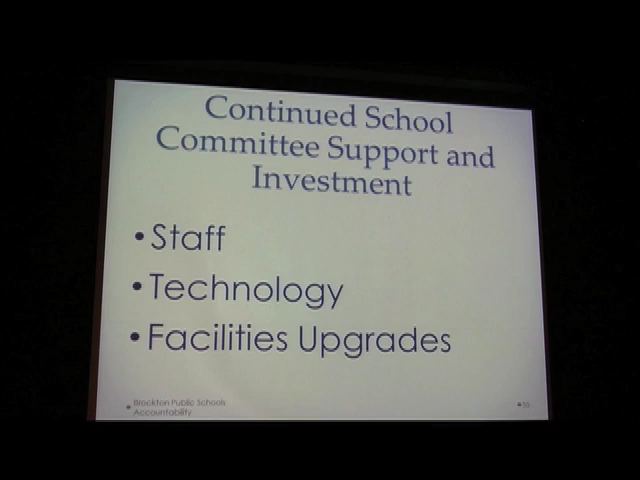 Continued School
Committee Support and
Investment
•Staff
•Technology
•Facilities Upgrades
Brockton Public Schools
Accountability